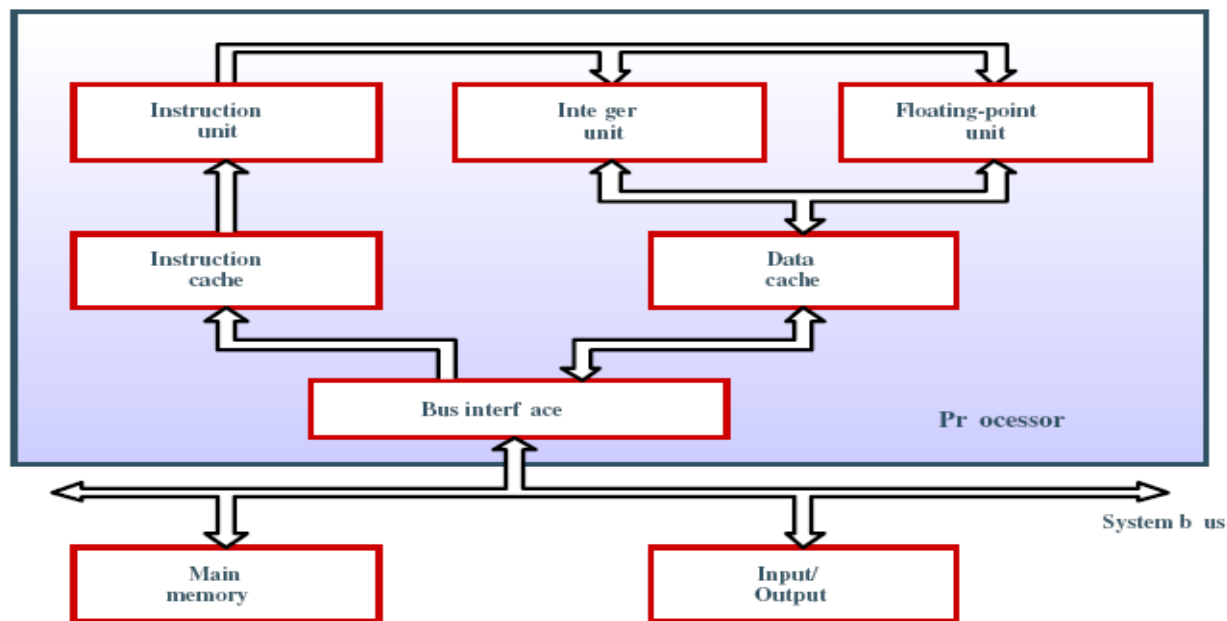 Instruction
unit
Inte ger
unit
Floating-point
unit
Instruction
cache
Data
cache
Bus interf ace
Pr ocessor
System b us
Main
memory
Input/
Output